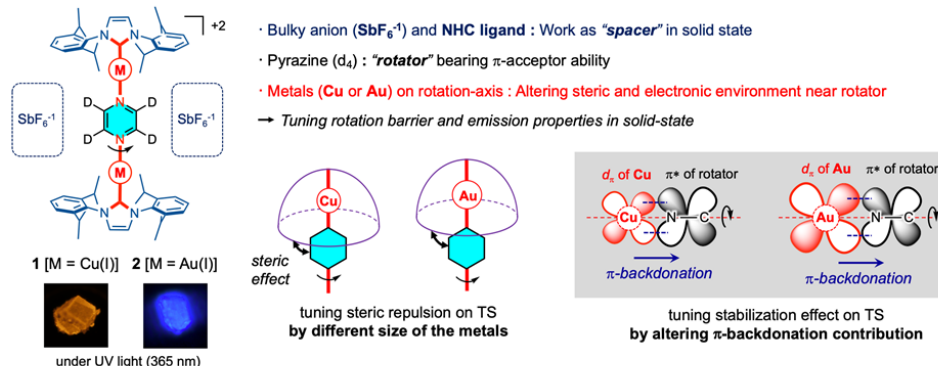 +2
M
N
D D
SbF6-1 SbF6-1
D D
N
M
1 [M = Cu(I)] 2 [M = Au(I)]
under UV light (365 nm)
· Bulky anion (SbF6-1) and NHC ligand : Work as "spacer" in solid state
· Pyrazine (d4) : "rotator" bearing π-acceptor ability
· Metals (Cu or Au) on rotation-axis : Altering steric and electronic environment near rotator
→ Tuning rotation barrier and emission properties in solid-state
Cu Au
steric
effect
tuning steric repulsion on TS
by different size of the metals
dπ of Cu π* of rotator dπ of Au π* of rotator
Cu N C Au N C
π-backdonation π-backdonation
tuning stabilization effect on TS
by altering π-backdonation contribution